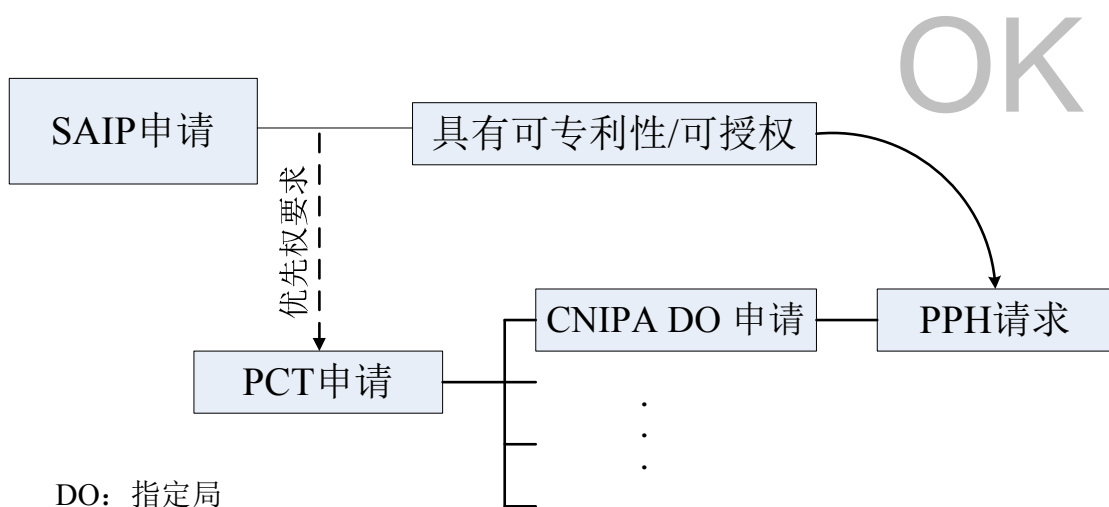 OK
SAIP申请
具有可专利性/可授权
优先权要求
CNIPA DO 申请
PPH请求
PCT申请
DO：指定局